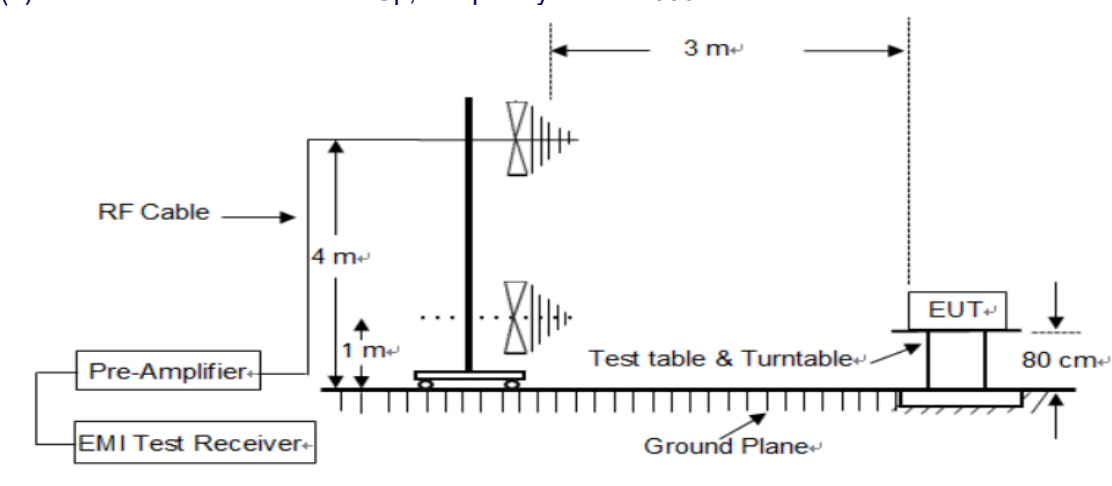 3 m↵
RF Cable
4 m↵
EUT↵
1 m↵
Test table & Turntable↵
80 cm↵
Pre-Amplifier↵
EMI Test Receiver↵
Ground Plane↵